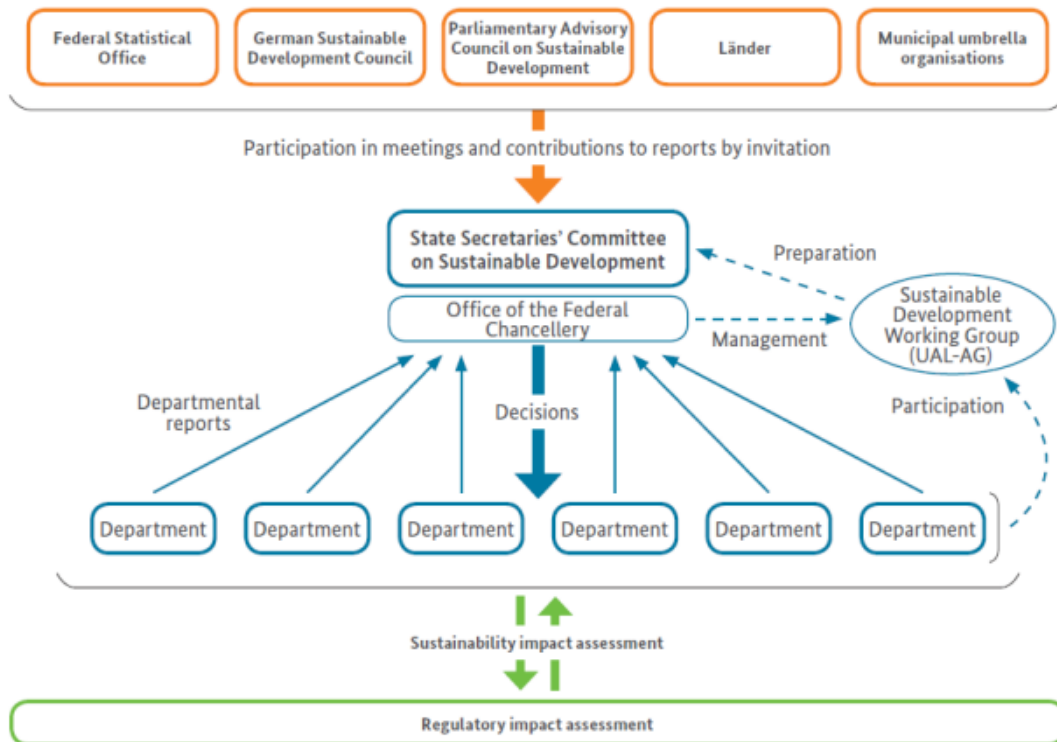 Federal Statistical
Office
German Sustainable
Development Council
Parliamentary Advisory
Council on Sustainable
Development
Länder
Municipal umbrella
organisations
Participation in meetings and contributions to reports by invitation
State Secretaries' Committee
on Sustainable Development
Preparation
Office of the Federal
Chancellery
Management
Sustainable
Development
Working Group
(UAL-AG)
Departmental
reports
Decisions
Participation
Department
Department
Department
Department
Department
Department
Sustainability impact assessment
Regulatory impact assessment